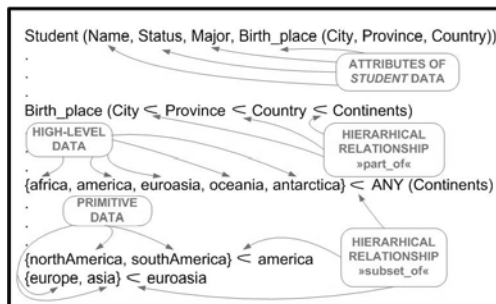 Student (Name, Status, Major, Birth_place (City, Province, Country))
.
.
ATTRIBUTES OF
STUDENT DATA
.
.
Birth_place (City < Province < Country < Continents)
HIGH-LEVEL
DATA
HIERARHICAL
RELATIONSHIP
»part_of«
{africa, america, euroasia, oceania, antarctica} < ANY (Continents)
PRIMITIVE
DATA
{northAmerica, southAmerica} < america
{europe, asia} < euroasia
HIERARHICAL
RELATIONSHIP
»subset_of«